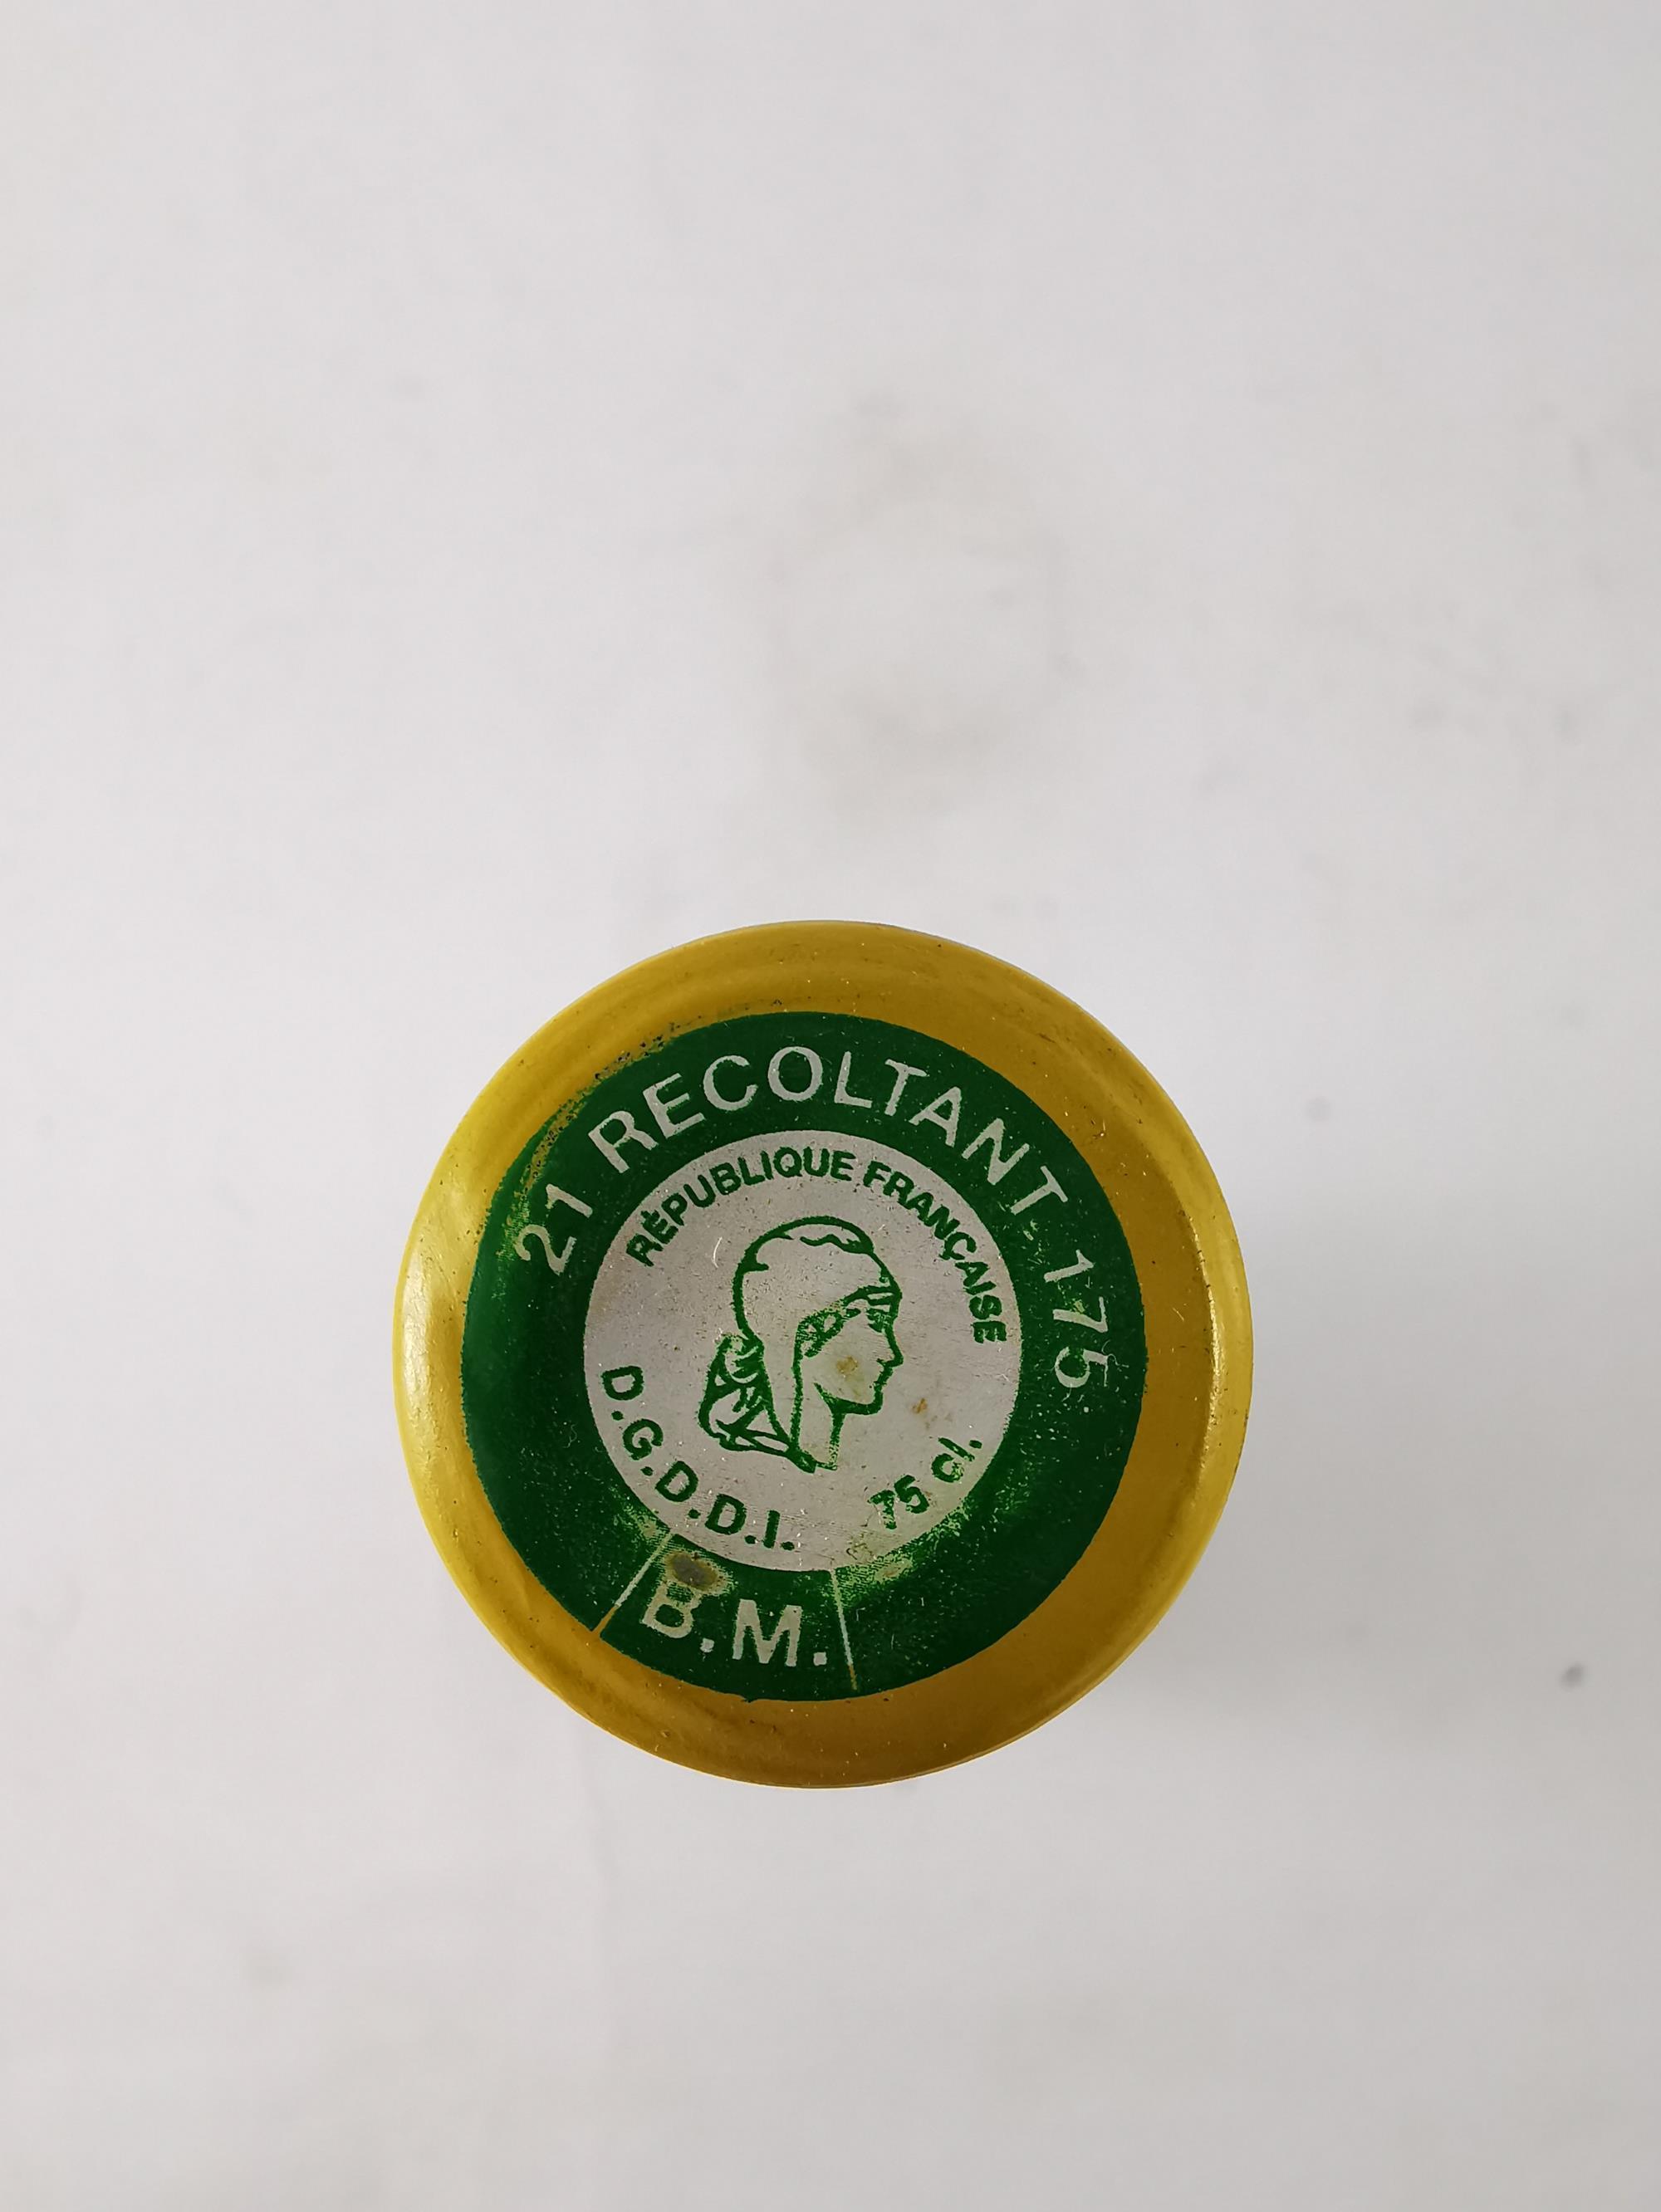 21 RECOLTANT. 175
RÉPUBLIQUE FRANÇAISE
D.G.D.D.I.
75 cl.
B.M.